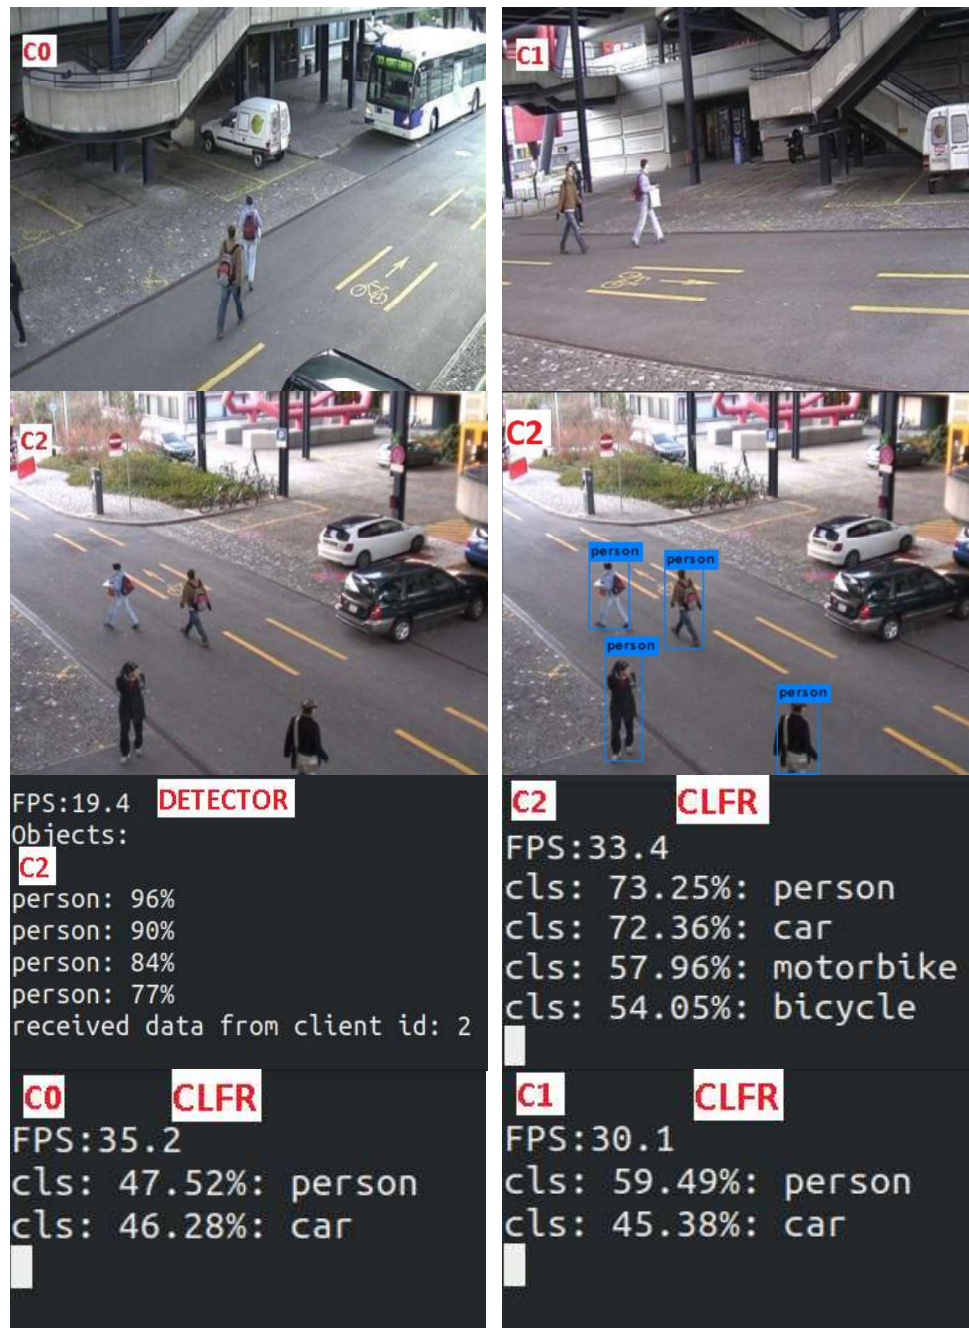 C0
C1
C2
C2
person
person
person
person
FPS:19.4 DETECTOR
Objects:
C2
person: 96%
person: 90%
person: 84%
person: 77%
received data from client id: 2
C2 CLFR
FPS:33.4
cls: 73.25%: person
cls: 72.36%: car
cls: 57.96%: motorbike
cls: 54.05%: bicycle
C0 CLFR
FPS:35.2
cls: 47.52%: person
cls: 46.28%: car
C1 CLFR
FPS:30.1
cls: 59.49%: person
cls: 45.38%: car